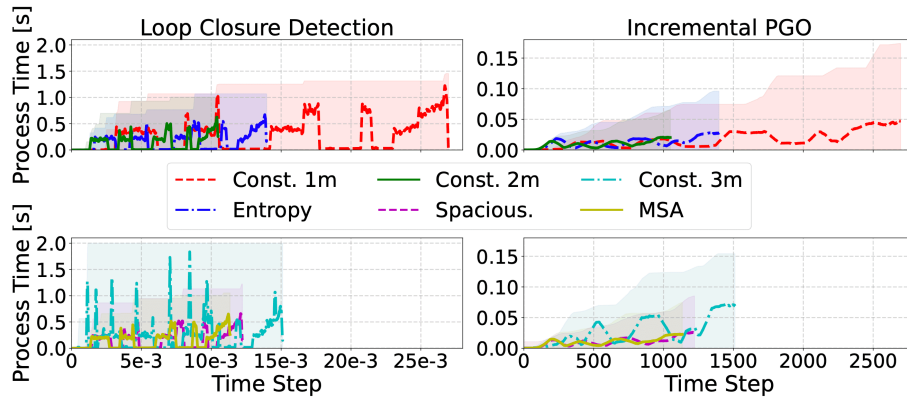 Loop Closure Detection
Incremental PGO
Process Time [s]
2.0
1.5
1.0
0.5
0.0
0.15
0.10
0.05
0.00
Const. 1m
Const. 2m
Const. 3m
Entropy
Spacious.
MSA
Process Time [s]
2.0
1.5
1.0
0.5
0.0
0.15
0.10
0.05
0.00
0 5e-3 10e-3 15e-3 20e-3 25e-3
0 500 1000 1500 2000 2500
Time Step
Time Step